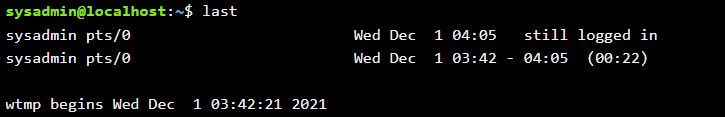 sysadmin@localhost:~$ last
sysadmin pts/0                          Wed Dec  1 04:05   still logged in
sysadmin pts/0                          Wed Dec  1 03:42 - 04:05  (00:22)

wtmp begins Wed Dec  1 03:42:21 2021